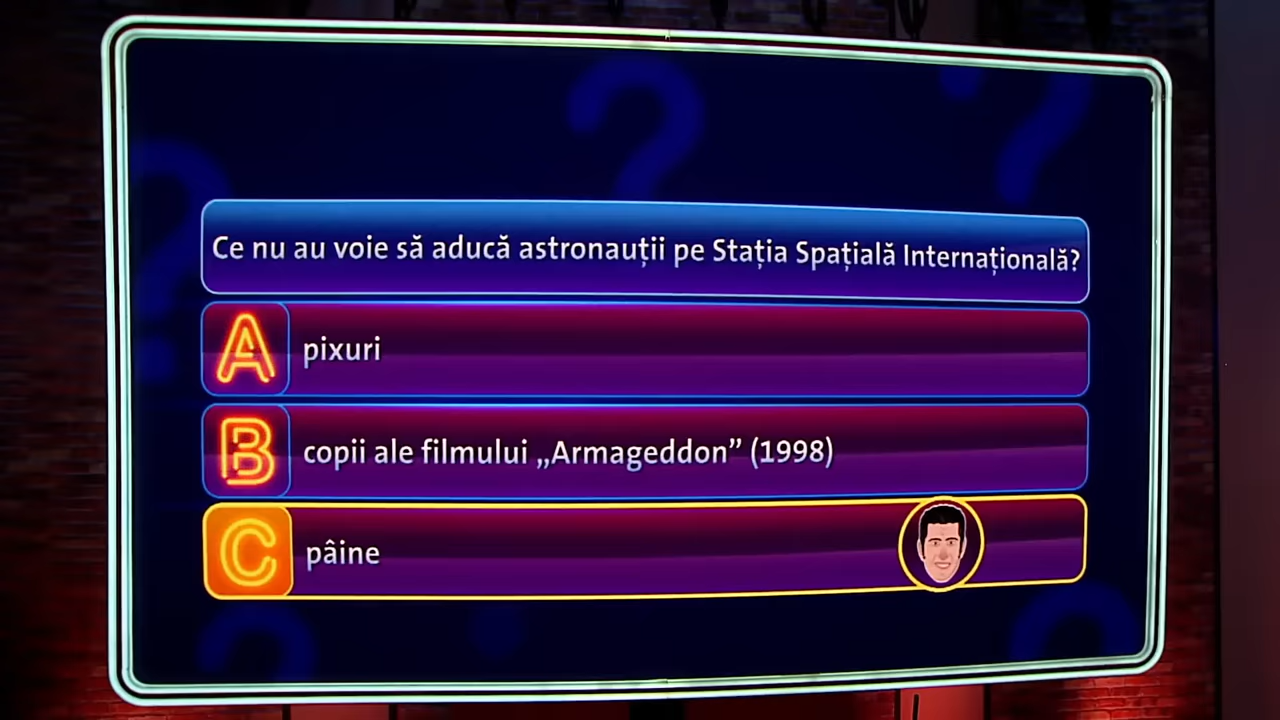 Ce nu au voie să aducă astronauții pe Stația Spațială Internațională?
A pixuri
B copii ale filmului „Armageddon” (1998)
C pâine